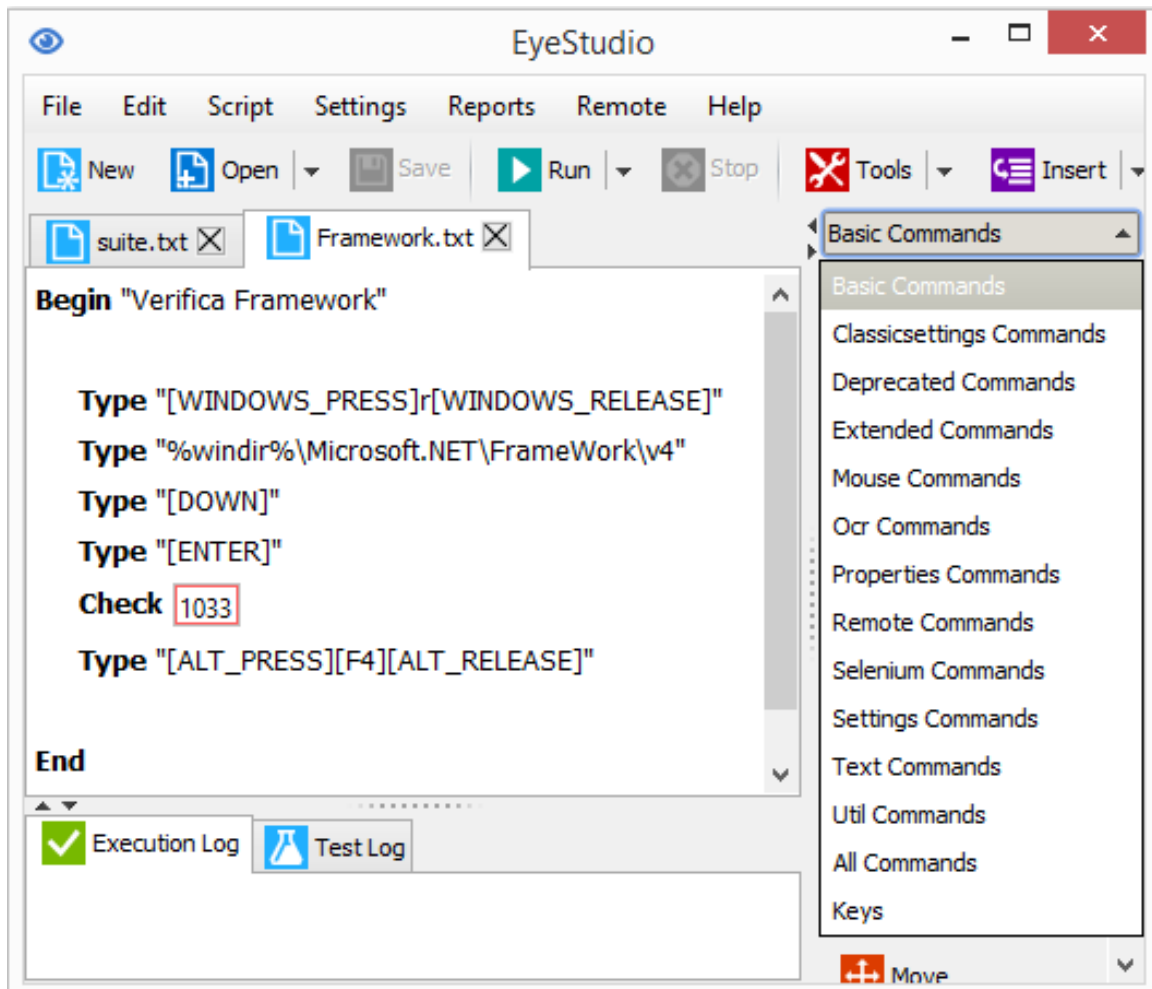 EyeStudio
File Edit Script Settings Reports Remote Help
New Open Save Run Stop Tools Insert
suite.txt Framework.txt
Begin "Verifica Framework"
Type "[WINDOWS_PRESS]r[WINDOWS_RELEASE]"
Type "%windir%\Microsoft.NET\FrameWork\v4"
Type "[DOWN]"
Type "[ENTER]"
Check 1033
Type "[ALT_PRESS][F4][ALT_RELEASE]"
End
Execution Log Test Log
Basic Commands
Basic Commands
Classicsettings Commands
Deprecated Commands
Extended Commands
Mouse Commands
Ocr Commands
Properties Commands
Remote Commands
Selenium Commands
Settings Commands
Text Commands
Util Commands
All Commands
Keys
Move